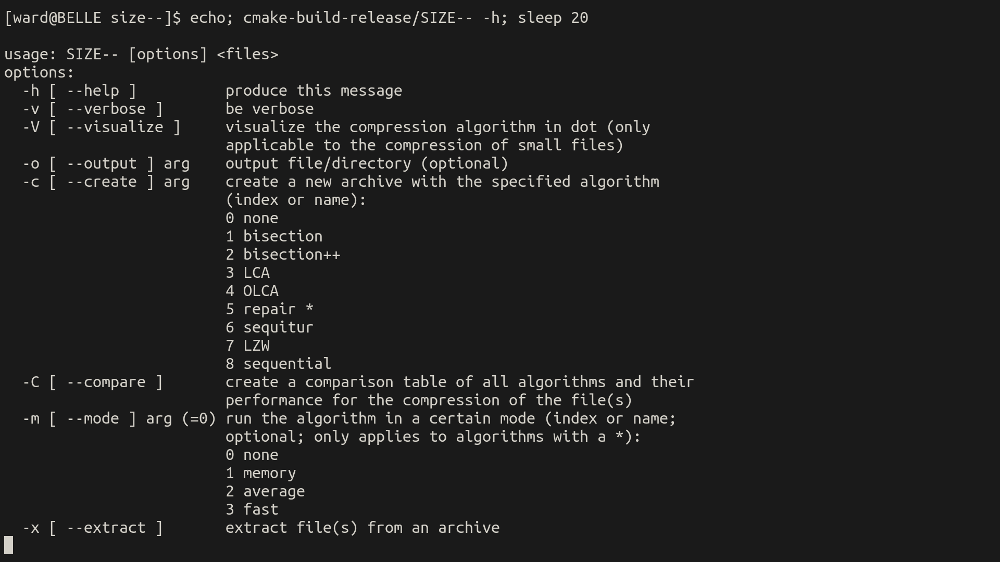 [ward@BELLE size--]$ echo; cmake-build-release/SIZE-- -h; sleep 20

usage: SIZE-- [options] <files>
options:
  -h [ --help ]          produce this message
  -v [ --verbose ]       be verbose
  -V [ --visualize ]     visualize the compression algorithm in dot (only
                         applicable to the compression of small files)
  -o [ --output ] arg    output file/directory (optional)
  -c [ --create ] arg    create a new archive with the specified algorithm
                         (index or name):
                         0 none
                         1 bisection
                         2 bisection++
                         3 LCA
                         4 OLCA
                         5 repair *
                         6 sequitur
                         7 LZW
                         8 sequential
  -C [ --compare ]       create a comparison table of all algorithms and their
                         performance for the compression of the file(s)
  -m [ --mode ] arg (=0) run the algorithm in a certain mode (index or name;
                         optional; only applies to algorithms with a *):
                         0 none
                         1 memory
                         2 average
                         3 fast
  -x [ --extract ]       extract file(s) from an archive